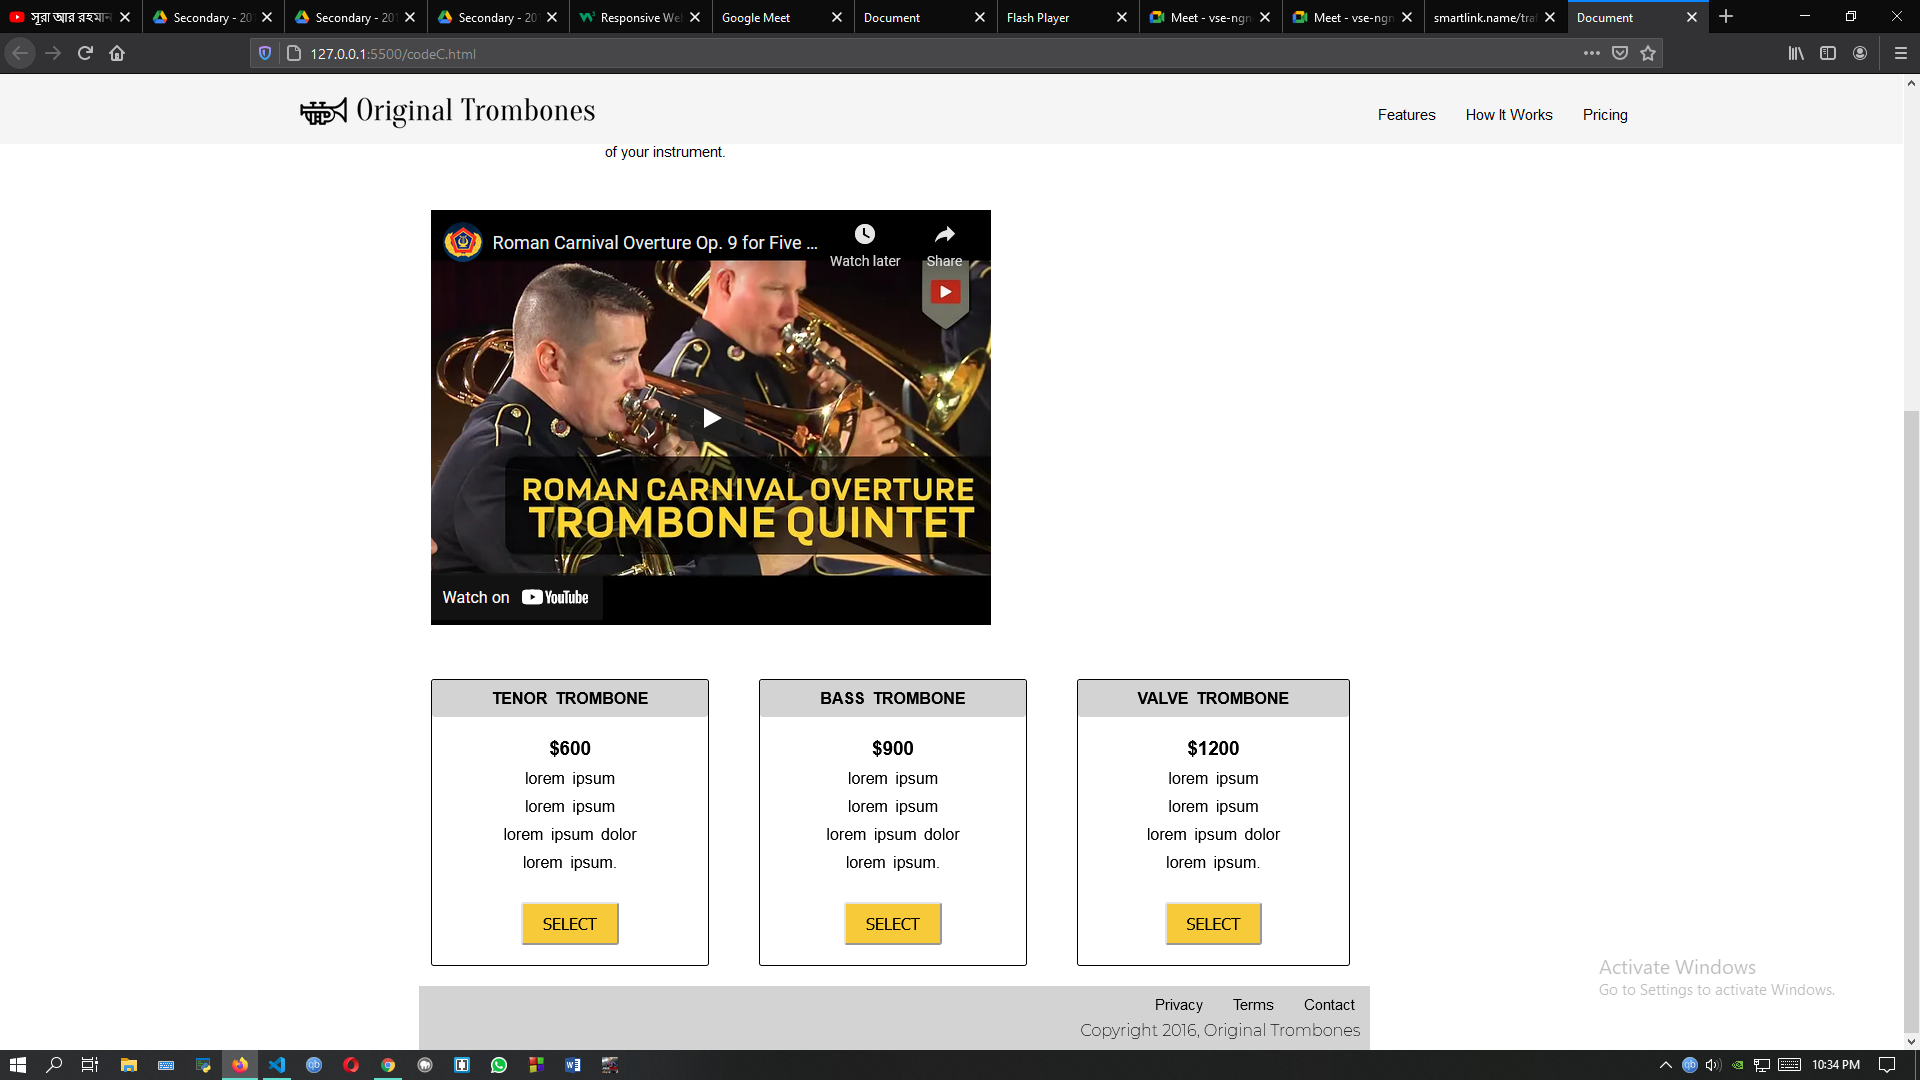 সূরা আর রহমান
Secondary - 20
Secondary - 20
Secondary - 20
Responsive We
Google Meet
Document
Flash Player
Meet - vse-ngn
Meet - vse-ngn
smartlink.name/tra
Document
127.0.0.1:5500/codeC.html
Original Trombones
Features How It Works Pricing
of your instrument.
Roman Carnival Overture Op. 9 for Five ...
Watch later
Share
ROMAN CARNIVAL OVERTURE
TROMBONE QUINTET
Watch on YouTube
TENOR TROMBONE
$600
lorem ipsum
lorem ipsum
lorem ipsum dolor
lorem ipsum.
SELECT
BASS TROMBONE
$900
lorem ipsum
lorem ipsum
lorem ipsum dolor
lorem ipsum.
SELECT
VALVE TROMBONE
$1200
lorem ipsum
lorem ipsum
lorem ipsum dolor
lorem ipsum.
SELECT
Privacy Terms Contact
Copyright 2016, Original Trombones
Activate Windows
Go to Settings to activate Windows.
10:34 PM